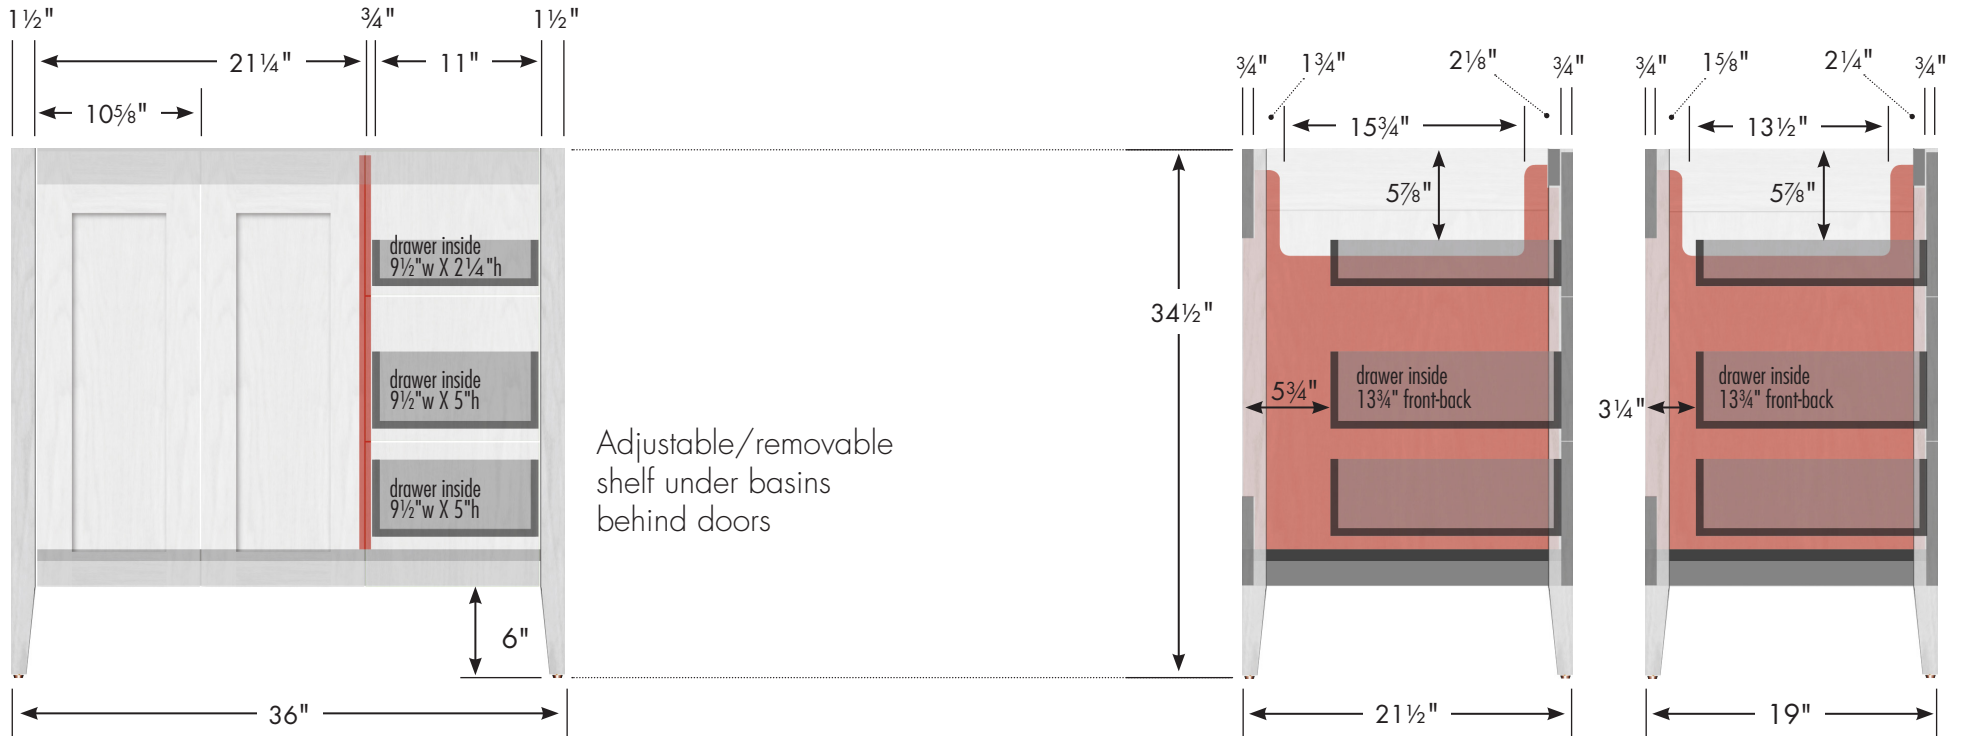 1½"
¾"
1½"
21¼"
11"
10⅝"
drawer inside
9½"w X 2¼"h
drawer inside
9½"w X 5"h
drawer inside
9½"w X 5"h
6"
36"
Adjustable/removable
shelf under basins
behind doors
34½"
¾"
1¾"
2⅛"
¾"
15¾"
5⅞"
5¾"
drawer inside
13¾" front-back
21½"
¾"
1⅝"
2¼"
¾"
13½"
5⅞"
3¼"
drawer inside
13¾" front-back
19"